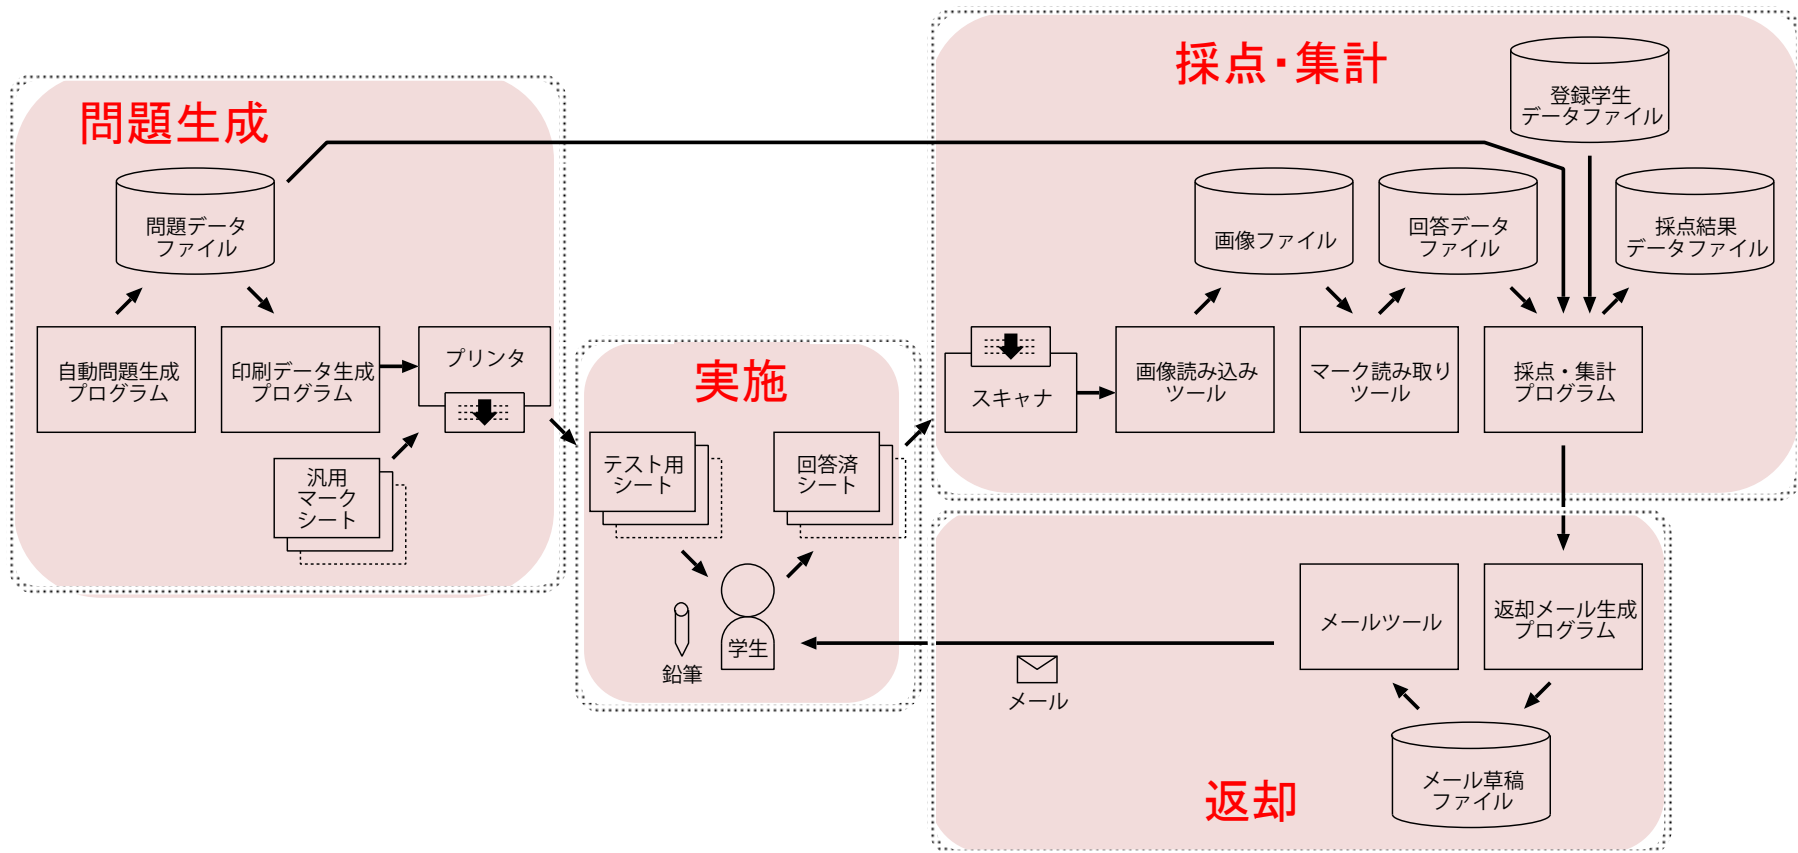 問題生成
問題データ
ファイル
自動問題生成
プログラム
印刷データ生成
プログラム
プリンタ
汎用
マーク
シート
実施
テスト用
シート
回答済
シート
学生
鉛筆
採点・集計
登録学生
データファイル
画像ファイル
回答データ
ファイル
採点結果
データファイル
スキャナ
画像読み込み
ツール
マーク読み取り
ツール
採点・集計
プログラム
返却メール生成
プログラム
メールツール
メール
メール草稿
ファイル
返却